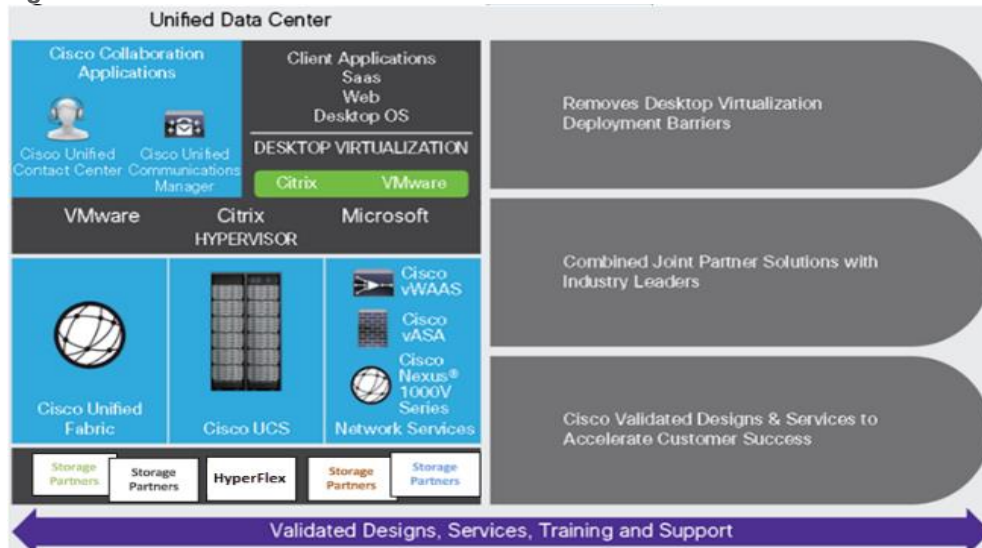 Unified Data Center
Cisco Collaboration
Applications
Cisco Unified
Contact Center
Cisco Unified
Communications
Manager
Client Applications
Saas
Web
Desktop OS
DESKTOP VIRTUALIZATION
Citrix VMware
VMware Citrix Microsoft
HYPERVISOR
Cisco Unified
Fabric
Cisco UCS
Cisco
vWAAS
Cisco
vASA
Cisco
Nexus®
1000V
Series
Network Services
Storage
Partners
Storage
Partners
HyperFlex
Storage
Partners
Storage
Partners
Removes Desktop Virtualization
Deployment Barriers
Combined Joint Partner Solutions with
Industry Leaders
Cisco Validated Designs & Services to
Accelerate Customer Success
Validated Designs, Services, Training and Support